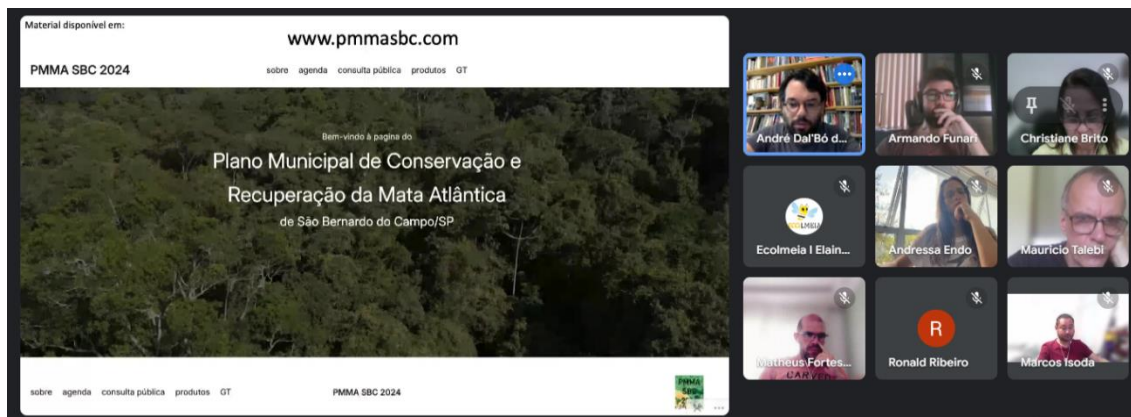 Material disponível em:
www.pmmasbc.com
PMMA SBC 2024
sobre agenda consulta pública produtos GT
Bem-vindo à pagina do
Plano Municipal de Conservação e
Recuperação da Mata Atlântica
de São Bernardo do Campo/SP
sobre agenda consulta pública produtos GT
PMMA SBC 2024
PMMA
SBC
André Dal'Bó d...
Armando Funari
Christiane Brito
Ecolmeia I Elain...
Andressa Endo
Mauricio Talebi
Matheus Fortes...
R
Ronald Ribeiro
Marcos Isoda